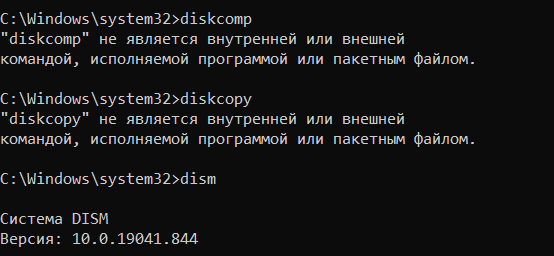 C:\Windows\system32>diskcomp
"diskcomp" не является внутренней или внешней
командой, исполняемой программой или пакетным файлом.
C:\Windows\system32>diskcopy
"diskcopy" не является внутренней или внешней
командой, исполняемой программой или пакетным файлом.
C:\Windows\system32>dism
Cистема DISM
Версия: 10.0.19041.844